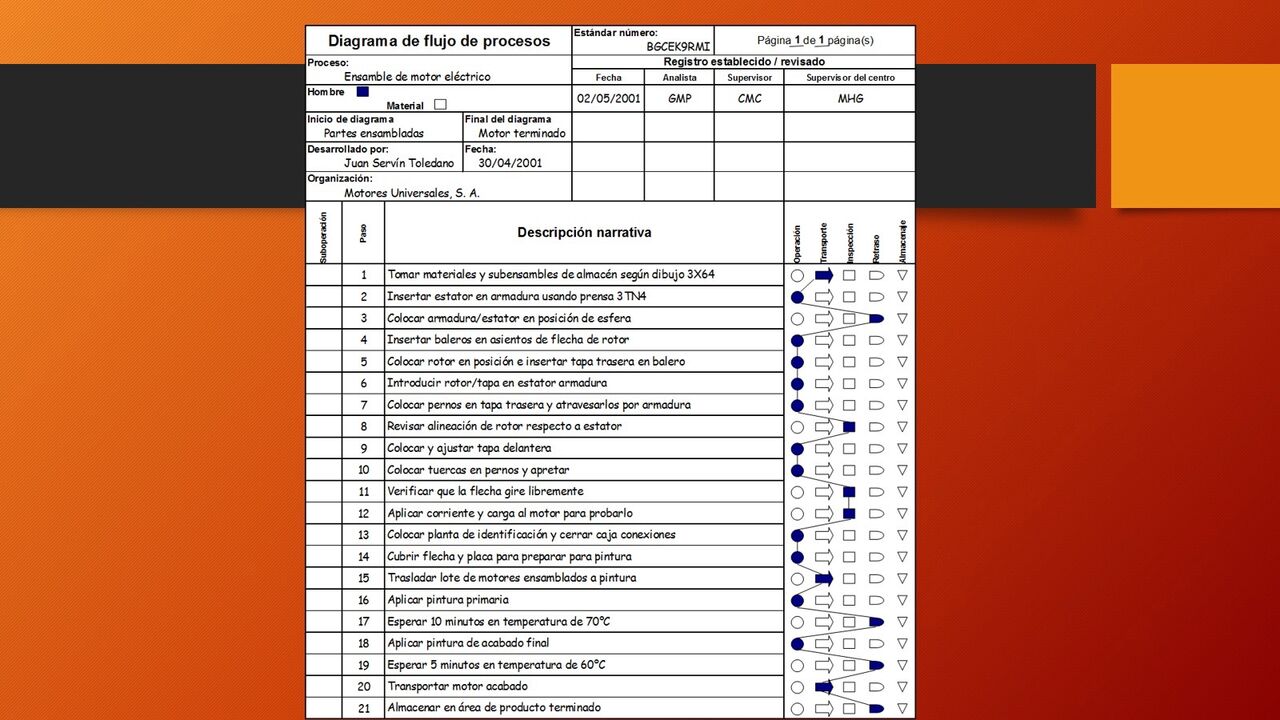 Diagrama de flujo de procesos
Estándar número:
BGCEK9RMI
Página 1 de 1 página(s)
Proceso:
Ensamble de motor eléctrico
Registro establecido / revisado
Fecha Analista Supervisor Supervisor del centro
02/05/2001 GMP CMC MHG
Hombre
Material
Inicio de diagrama
Partes ensambladas
Final del diagrama
Motor terminado
Desarrollado por:
Juan Servín Toledano
Fecha:
30/04/2001
Organización:
Motores Universales, S. A.
Suboperación Paso Descripción narrativa Operación Transporte Inspección Retraso Almacenaje
1 Tomar materiales y subensambles de almacén según dibujo 3X64
2 Insertar estator en armadura usando prensa 3TN4
3 Colocar armadura/estator en posición de esfera
4 Insertar baleros en asientos de flecha de rotor
5 Colocar rotor en posición e insertar tapa trasera en balero
6 Introducir rotor/tapa en estator armadura
7 Colocar pernos en tapa trasera y atravesarlos por armadura
8 Revisar alineación de rotor respecto a estator
9 Colocar y ajustar tapa delantera
10 Colocar tuercas en pernos y apretar
11 Verificar que la flecha gire libremente
12 Aplicar corriente y carga al motor para probarlo
13 Colocar planta de identificación y cerrar caja conexiones
14 Cubrir flecha y placa para preparar para pintura
15 Trasladar lote de motores ensamblados a pintura
16 Aplicar pintura primaria
17 Esperar 10 minutos en temperatura de 70°C
18 Aplicar pintura de acabado final
19 Esperar 5 minutos en temperatura de 60°C
20 Transportar motor acabado
21 Almacenar en área de producto terminado